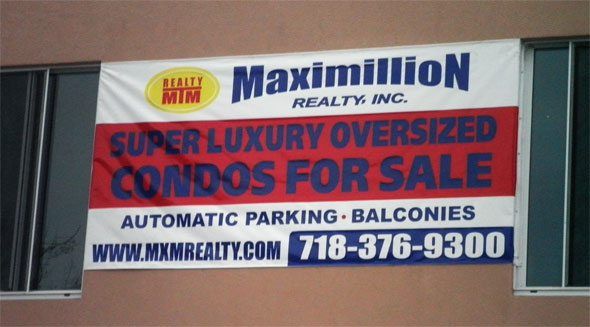 REALTY
MTM
MaximillioN
REALTY, INC.
SUPER LUXURY OVERSIZED
CONDOS FOR SALE
AUTOMATIC PARKING • BALCONIES
WWW.MXMREALTY.COM 718-376-9300